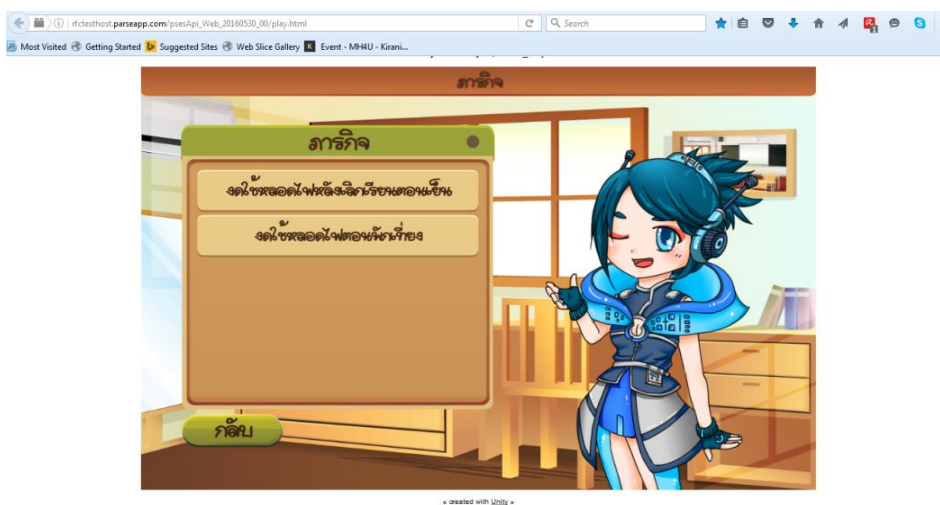 rfctesthost.parseapp.com/psesApi_Web_20160530_00/play.html
Search
Most Visited Getting Started Suggested Sites Web Slice Gallery Event - MH4U - Kirani...
ภารกิจ
ภารกิจ
งดใช้หลอดไฟหลังเลิกเรียนตอนเย็น
งดใช้หลอดไฟตอนพักเที่ยง
กลับ
« created with Unity »